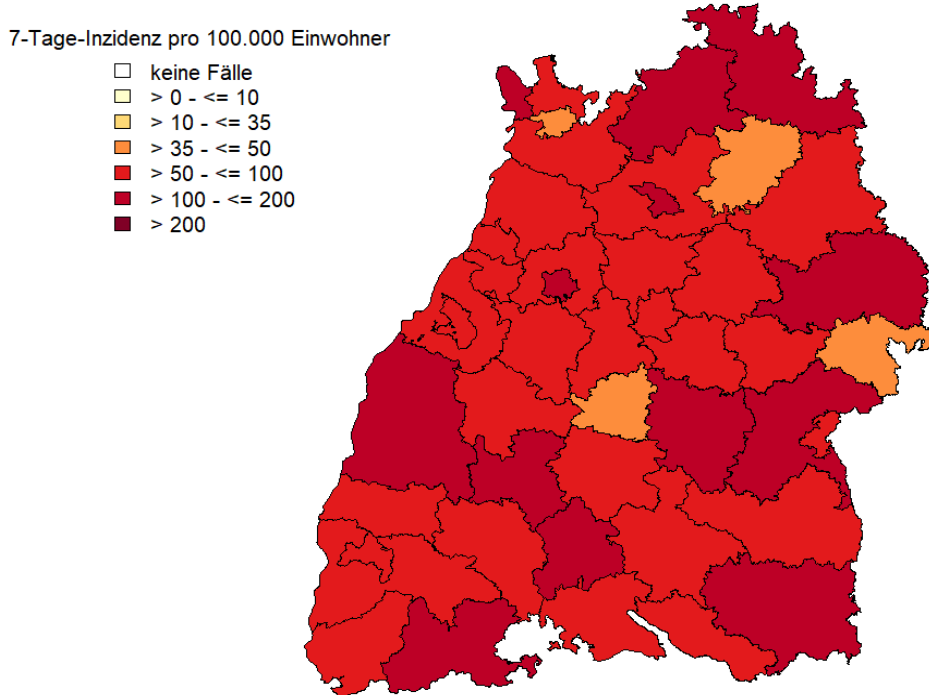 7-Tage-Inzidenz pro 100.000 Einwohner
keine Fälle
> 0 - <= 10
> 10 - <= 35
> 35 - <= 50
> 50 - <= 100
> 100 - <= 200
> 200